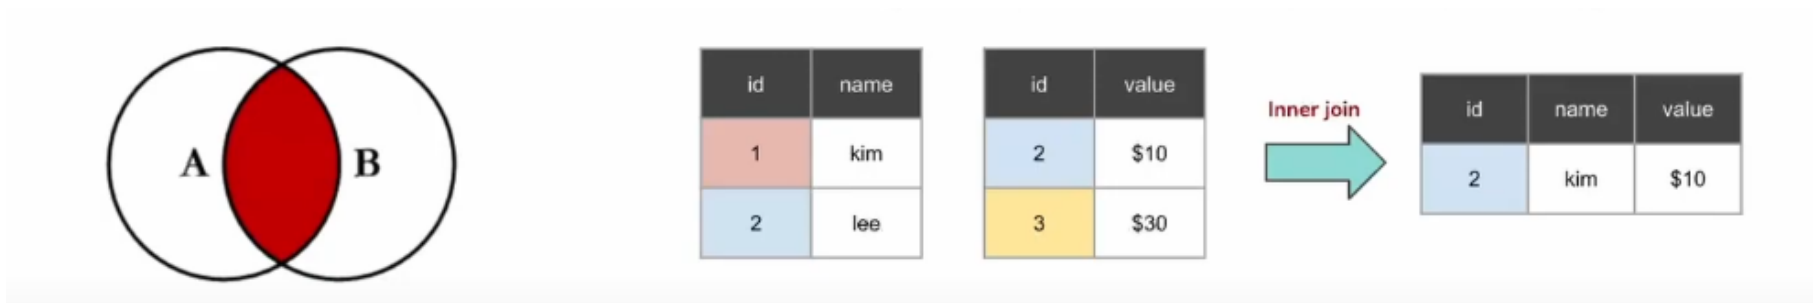 A B
id name
1 kim
2 lee
id value
2 $10
3 $30
Inner join
id name value
2 kim $10